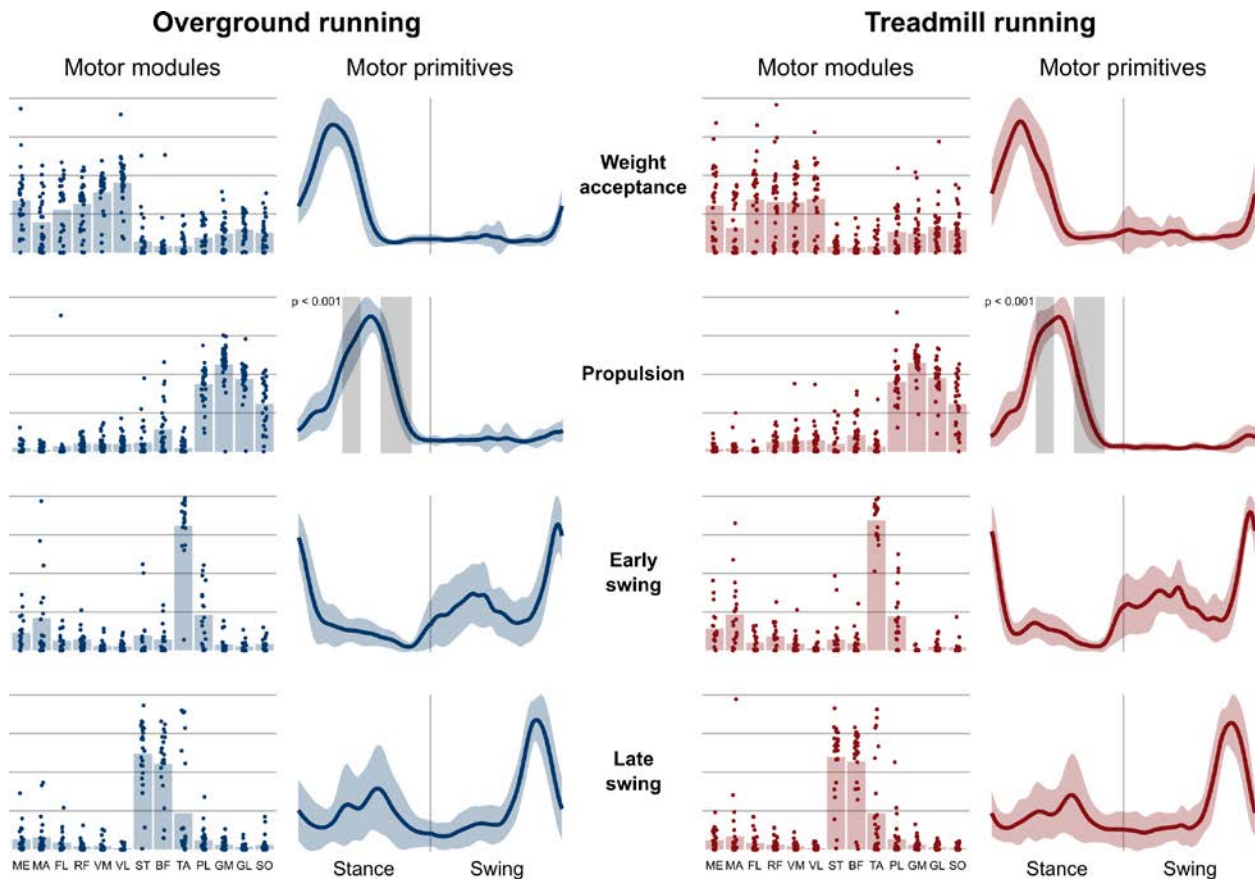 Overground running
Treadmill running
Motor modules
Motor primitives
Motor modules
Motor primitives
Weight
acceptance
p < 0.001
p < 0.001
Propulsion
Early
swing
Late
swing
ME MA FL RF VM VL ST BF TA PL GM GL SO
Stance
Swing
ME MA FL RF VM VL ST BF TA PL GM GL SO
Stance
Swing